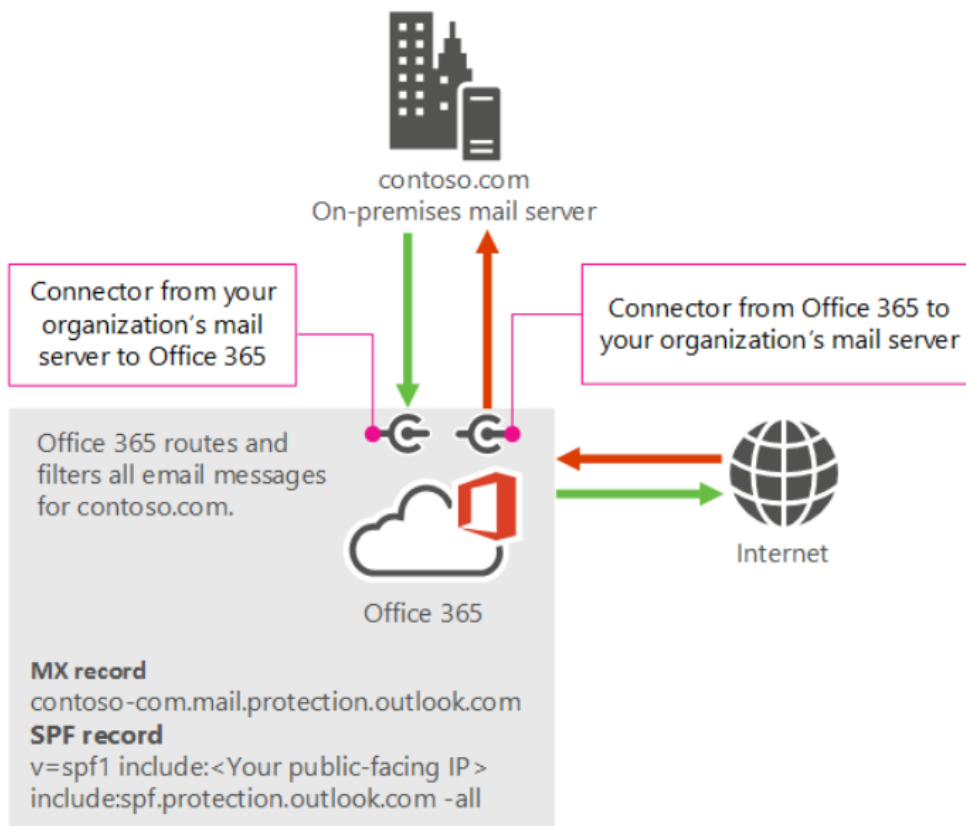 contoso.com
On-premises mail server
Connector from your
organization's mail
server to Office 365
Connector from Office 365 to
your organization's mail server
Office 365 routes and
filters all email messages
for contoso.com.
Internet
Office 365
MX record
contoso-com.mail.protection.outlook.com
SPF record
v=spf1 include:<Your public-facing IP>
include:spf.protection.outlook.com -all